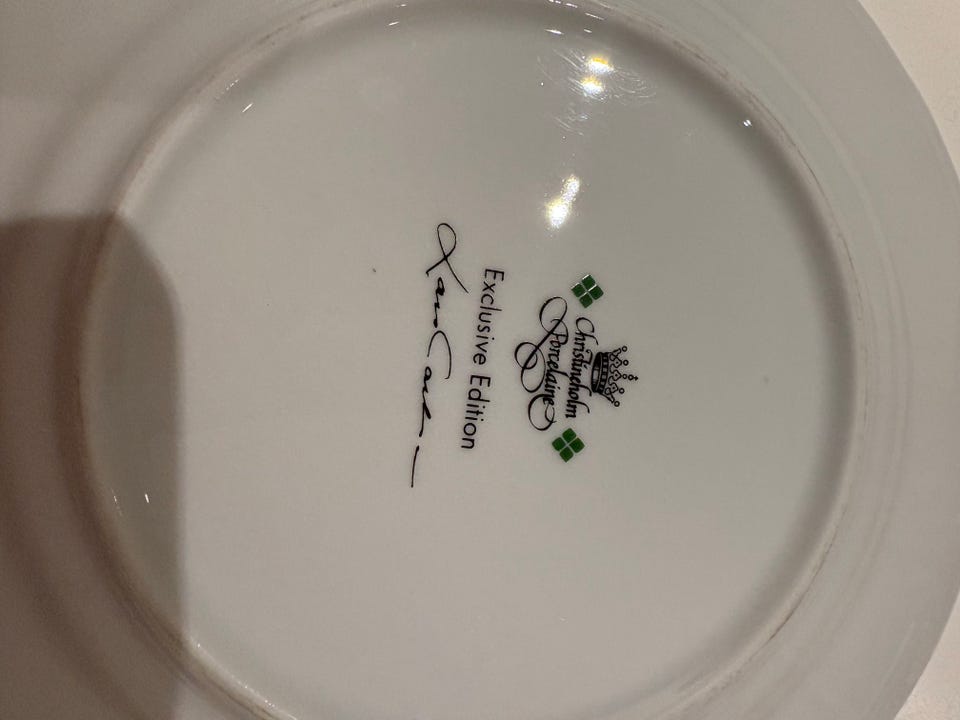 Christineholm
Porcelaine
Exclusive Edition